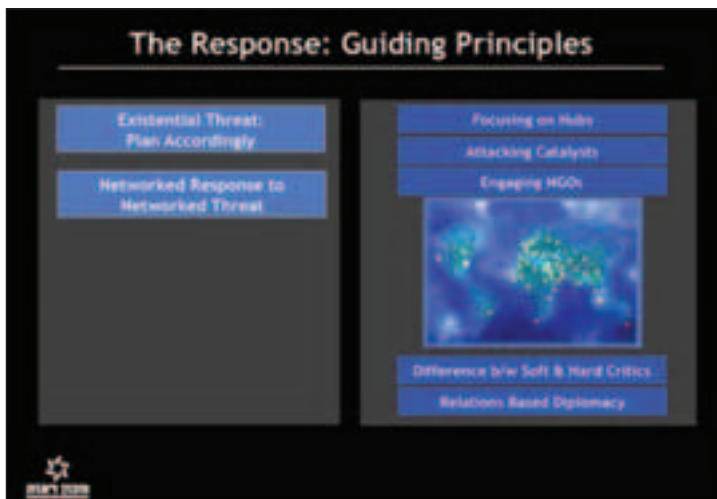 The Response: Guiding Principles
Existential Threat:
Plan Accordingly
Networked Response to
Networked Threat
Focusing on Hubs
Attacking Catalysts
Engaging NGOs
Difference b/w Soft & Hard Critics
Relations Based Diplomacy